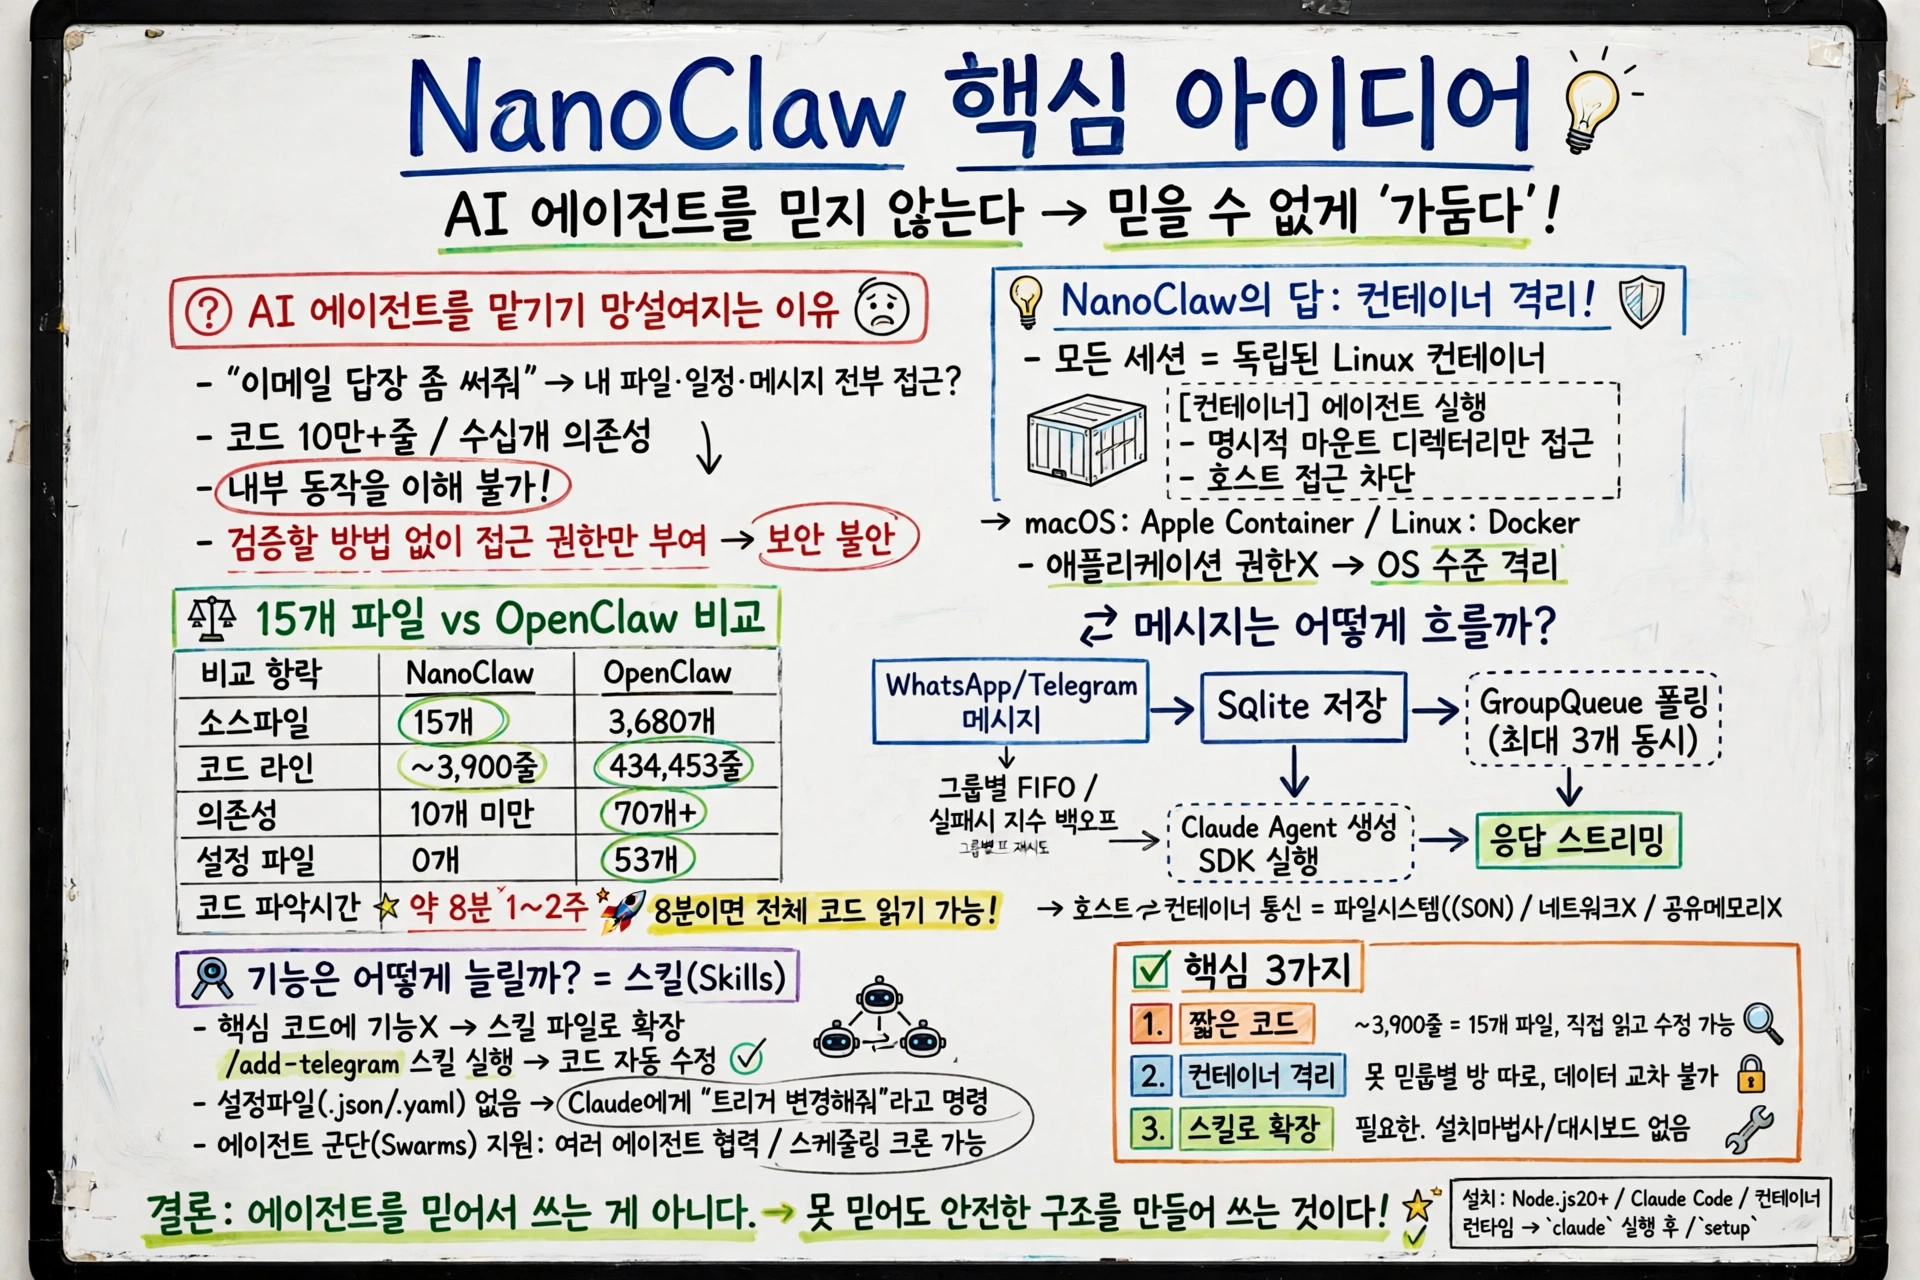 NanoClaw 핵심 아이디어
AI 에이전트를 믿지 않는다 → 믿을 수 없게 '가둠다'!
? AI 에이전트를 맡기기 망설여지는 이유
- "이메일 답장 좀 써줘" → 내 파일·일정·메시지 전부 접근?
- 코드 10만+줄 / 수십개 의존성
- 내부 동작을 이해 불가!
- 검증할 방법 없이 접근 권한만 부여 → 보안 불안
NanoClaw의 답: 컨테이너 격리!
- 모든 세션 = 독립된 Linux 컨테이너
[컨테이너] 에이전트 실행
- 명시적 마운트 디렉터리만 접근
- 호스트 접근 차단
→ macOS: Apple Container / Linux: Docker
- 애플리케이션 권한X → OS 수준 격리
15개 파일 vs OpenClaw 비교
비교 항락 NanoClaw OpenClaw
소스파일 15개 3,680개
코드 라인 ~3,900줄 434,453줄
의존성 10개 미만 70개+
설정 파일 0개 53개
코드 파악시간 약 8분 1~2주 8분이면 전체 코드 읽기 가능!
⇄ 메시지는 어떻게 흐를까?
WhatsApp/Telegram
메시지
Sqlite 저장
GroupQueue 폴링
(최대 3개 동시)
그룹별 FIFO /
실패시 지수 백오프
Claude Agent 생성
SDK 실행
응답 스트리밍
→ 호스트⇄컨테이너 통신 = 파일시스템((SON) / 네트워크X / 공유메모리X
기능은 어떻게 늘릴까? = 스킬(Skills)
- 핵심 코드에 기능X → 스킬 파일로 확장
/add-telegram 스킬 실행 → 코드 자동 수정
- 설정파일(.json/.yaml) 없음 → Claude에게 "트리거 변경해줘"라고 명령
- 에이전트 군단(Swarms) 지원: 여러 에이전트 협력 / 스케줄링 크론 가능
핵심 3가지
1. 짧은 코드 ~3,900줄 = 15개 파일, 직접 읽고 수정 가능
2. 컨테이너 격리 못 믿룹별 방 따로, 데이터 교차 불가
3. 스킬로 확장 필요한. 설치마법사/대시보드 없음
결론: 에이전트를 믿어서 쓰는 게 아니다. → 못 믿어도 안전한 구조를 만들어 쓰는 것이다!
설치: Node.js20+ / Claude Code / 컨테이너
런타임 → `claude` 실행 후 /`setup`